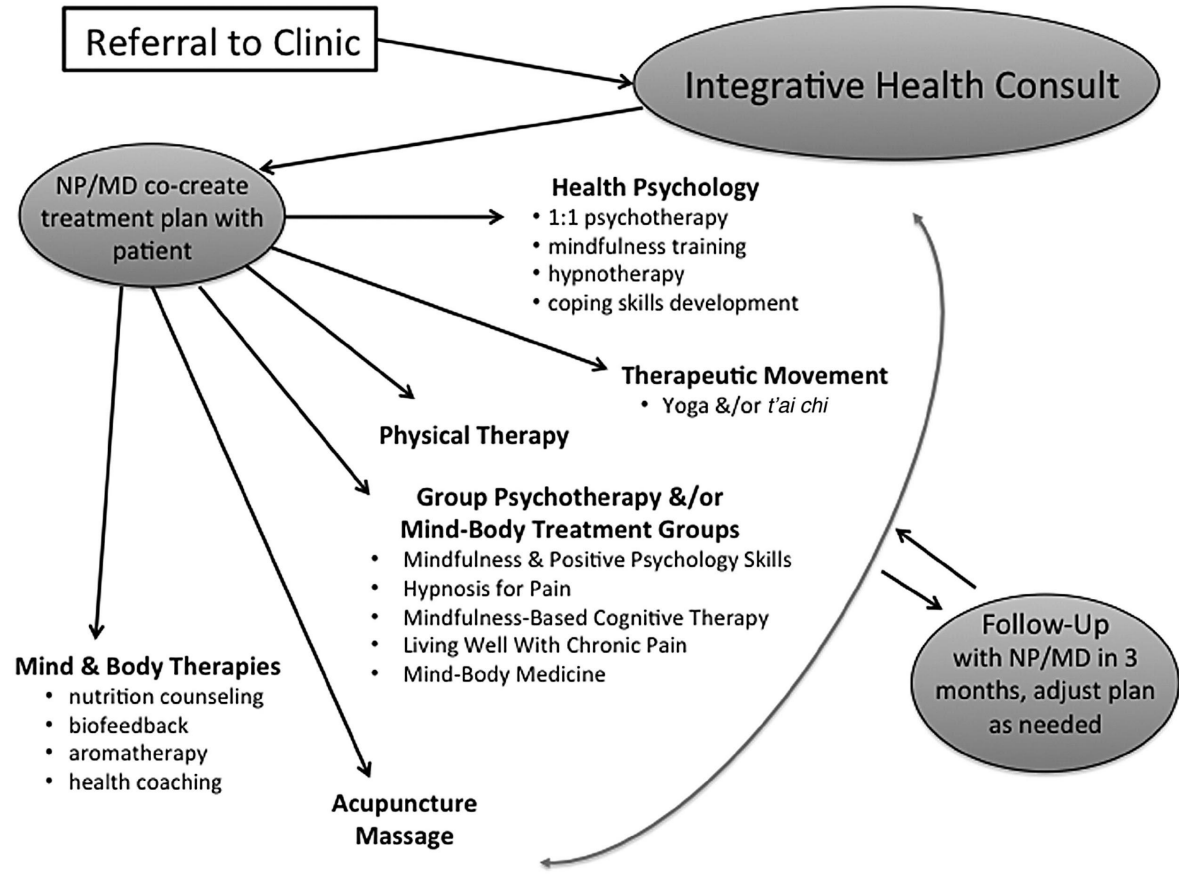 Referral to Clinic
Integrative Health Consult
NP/MD co-create
treatment plan with
patient
Health Psychology
• 1:1 psychotherapy
• mindfulness training
• hypnotherapy
• coping skills development
Therapeutic Movement
• Yoga &/or t’ai chi
Physical Therapy
Group Psychotherapy &/or
Mind-Body Treatment Groups
• Mindfulness & Positive Psychology Skills
• Hypnosis for Pain
• Mindfulness-Based Cognitive Therapy
• Living Well With Chronic Pain
• Mind-Body Medicine
Follow-Up
with NP/MD in 3
months, adjust plan
as needed
Mind & Body Therapies
• nutrition counseling
• biofeedback
• aromatherapy
• health coaching
Acupuncture
Massage